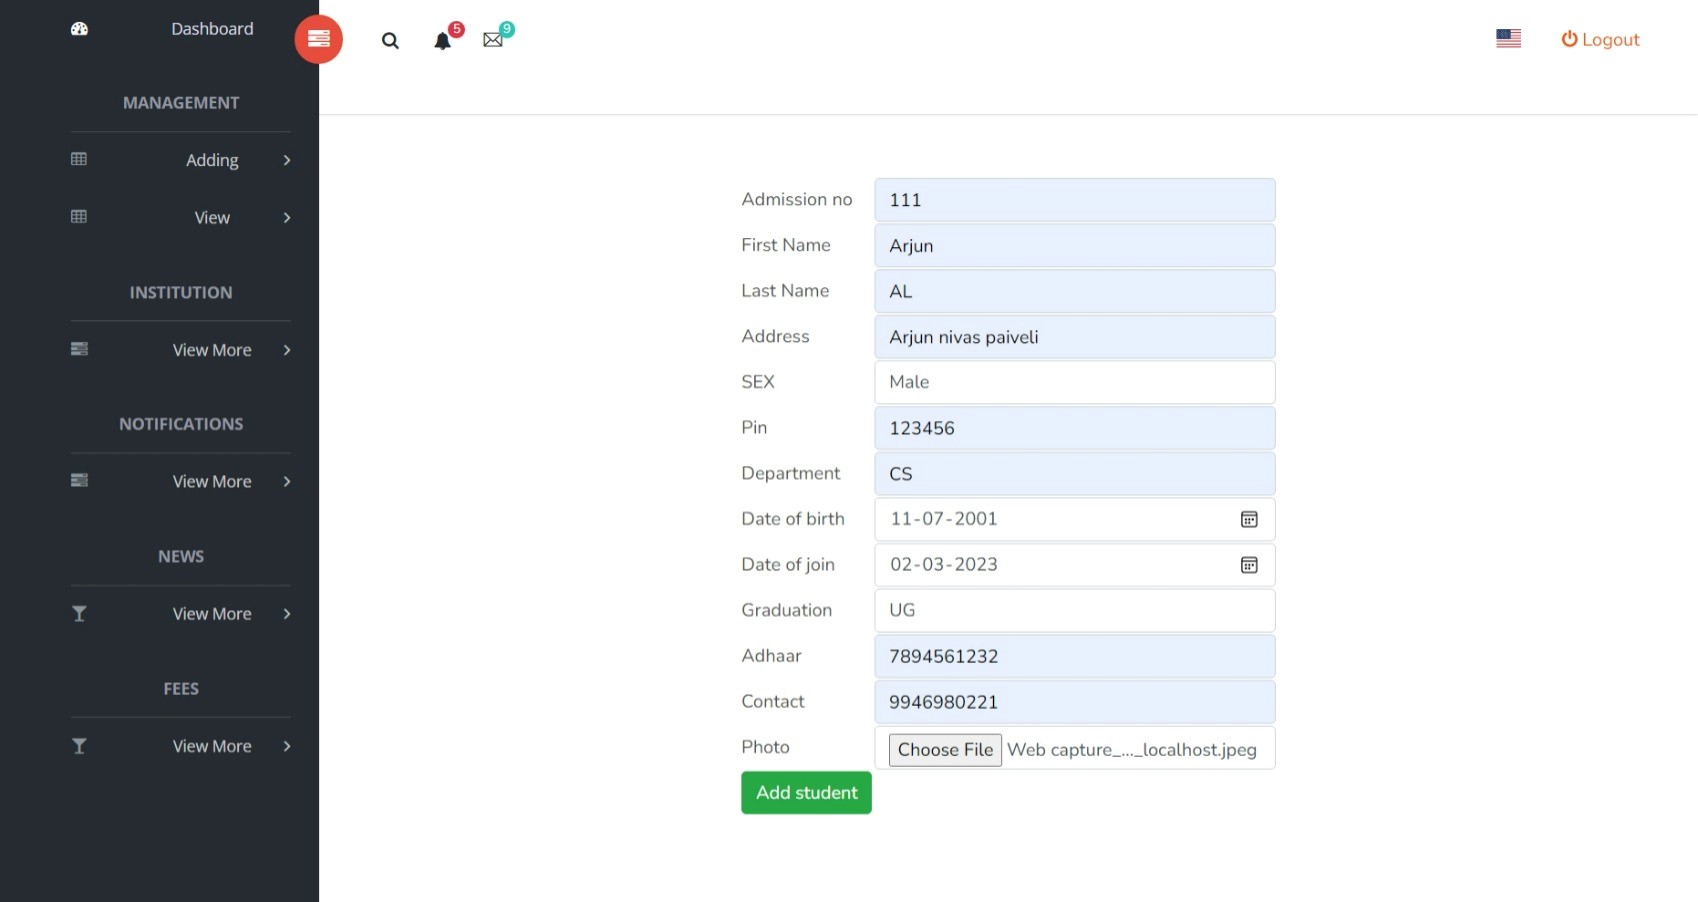 Dashboard
5
9
Logout
MANAGEMENT
Adding
View
INSTITUTION
View More
NOTIFICATIONS
View More
NEWS
View More
FEES
View More
Admission no 111
First Name Arjun
Last Name AL
Address Arjun nivas paiveli
SEX Male
Pin 123456
Department CS
Date of birth 11-07-2001
Date of join 02-03-2023
Graduation UG
Adhaar 7894561232
Contact 9946980221
Photo Choose File Web capture_..._localhost.jpeg
Add student